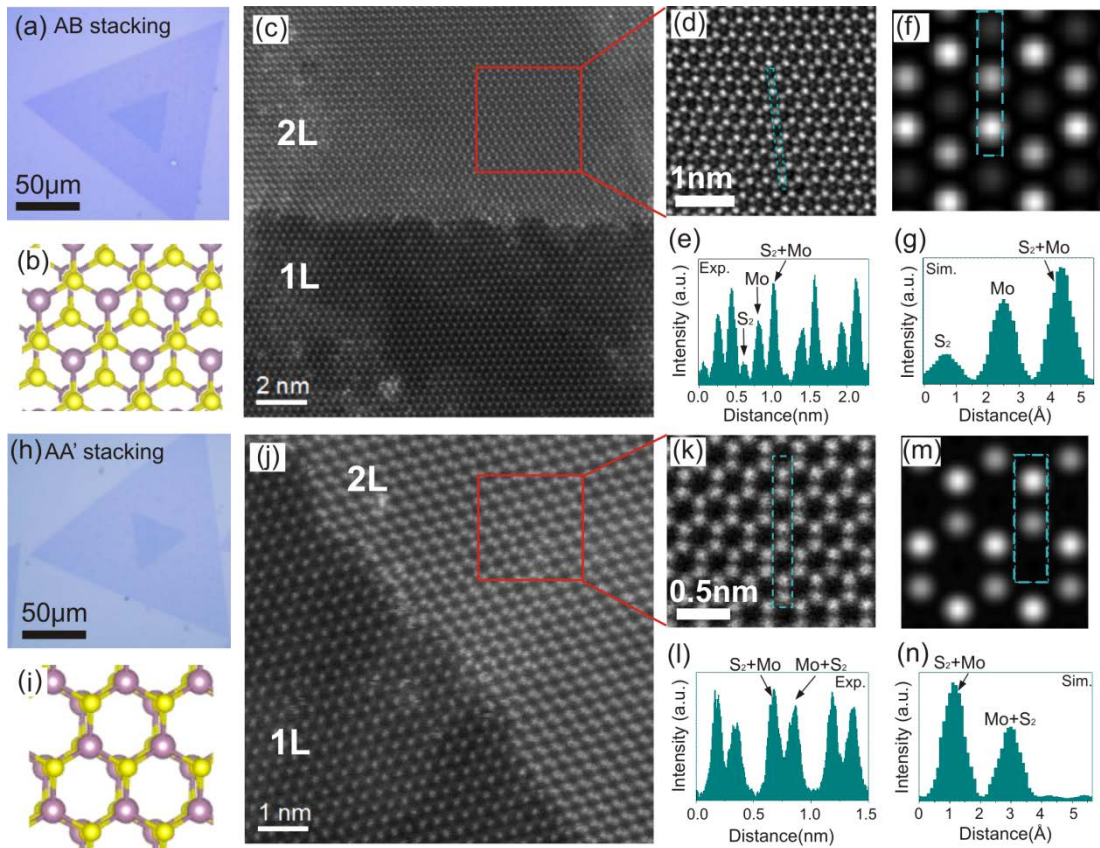 (a) AB stacking
50μm
(b)
(c)
2L
1L
2 nm
(d)
1nm
(e)
Intensity (a.u.)
Exp.
S₂
Mo
S₂+Mo
0.0 0.5 1.0 1.5 2.0
Distance(nm)
(f)
(g)
Intensity (a.u.)
Sim.
S₂
Mo
S₂+Mo
0 1 2 3 4 5
Distance(Å)
(h) AA' stacking
50μm
(i)
(j)
2L
1L
1 nm
(k)
0.5nm
(l)
Intensity (a.u.)
S₂+Mo
Mo+S₂
Exp.
0.0 0.5 1.0 1.5
Distance(nm)
(m)
(n)
Intensity (a.u.)
S₂+Mo
Mo+S₂
Sim.
0 1 2 3 4 5
Distance(Å)